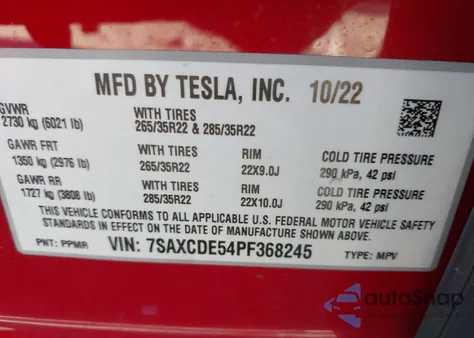 MFD BY TESLA, INC. 10/22
GVWR
2730 kg (6021 lb)
WITH TIRES
265/35R22 & 285/35R22
GAWR FRT
1350 kg (2976 lb)
WITH TIRES
265/35R22
RIM
22X9.0J
COLD TIRE PRESSURE
290 kPa, 42 psi
GAWR RR
1727 kg (3808 lb)
WITH TIRES
285/35R22
RIM
22X10.0J
COLD TIRE PRESSURE
290 kPa, 42 psi
THIS VEHICLE CONFORMS TO ALL APPLICABLE U.S. FEDERAL MOTOR VEHICLE SAFETY
STANDARDS IN EFFECT ON THE DATE OF MANUFACTURE SHOWN ABOVE.
PNT: PPMR VIN: 7SAXCDE54PF368245 TYPE: MPV
autoSnap